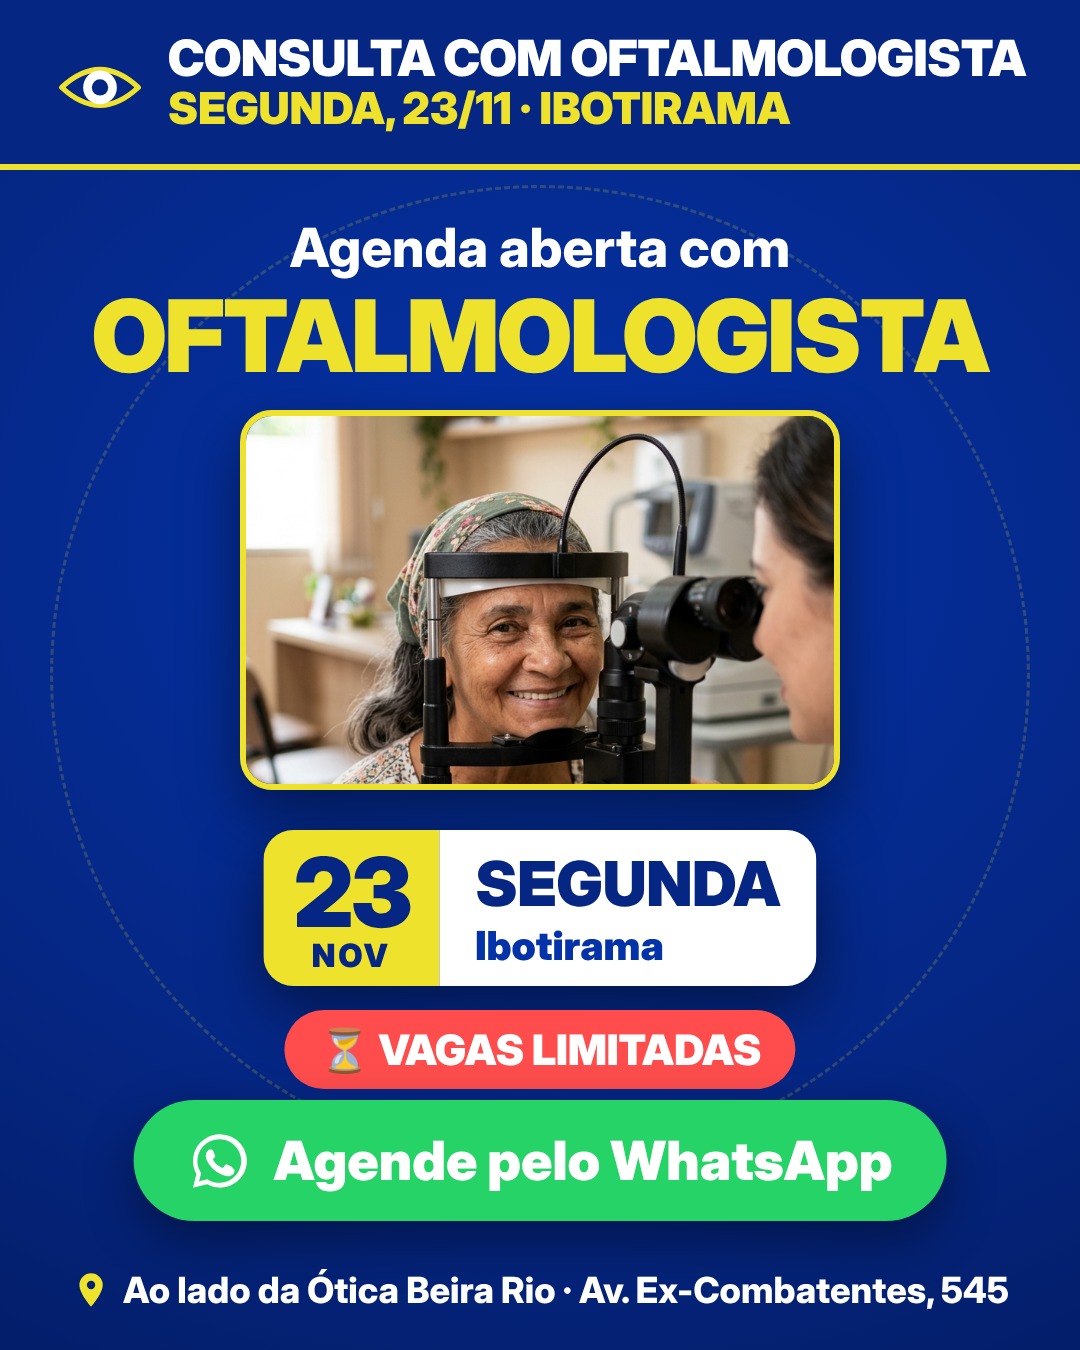 CONSULTA COM OFTALMOLOGISTA
SEGUNDA, 23/11 · IBOTIRAMA
Agenda aberta com
OFTALMOLOGISTA
23
NOV
SEGUNDA
Ibotirama
⏳ VAGAS LIMITADAS
Agende pelo WhatsApp
Ao lado da Ótica Beira Rio · Av. Ex-Combatentes, 545